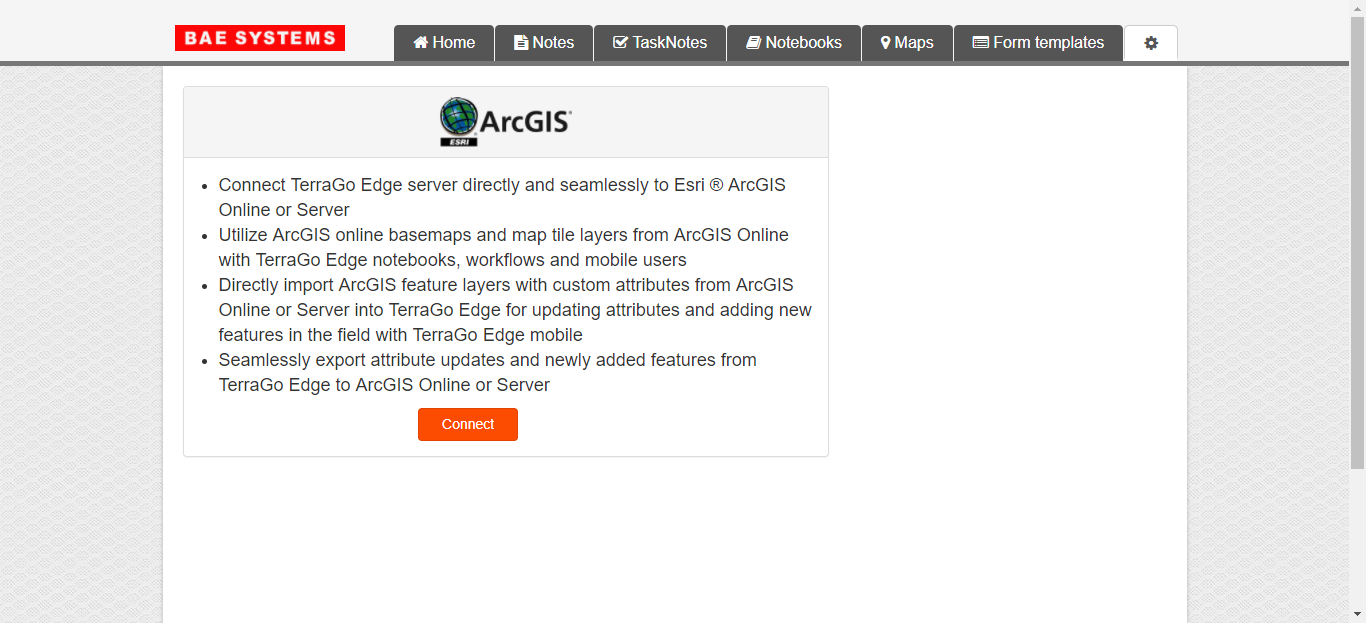 BAE SYSTEMS
Home Notes TaskNotes Notebooks Maps Form templates
ArcGIS
ESRI
Connect TerraGo Edge server directly and seamlessly to Esri ® ArcGIS
Online or Server
Utilize ArcGIS online basemaps and map tile layers from ArcGIS Online
with TerraGo Edge notebooks, workflows and mobile users
Directly import ArcGIS feature layers with custom attributes from ArcGIS
Online or Server into TerraGo Edge for updating attributes and adding new
features in the field with TerraGo Edge mobile
Seamlessly export attribute updates and newly added features from
TerraGo Edge to ArcGIS Online or Server
Connect